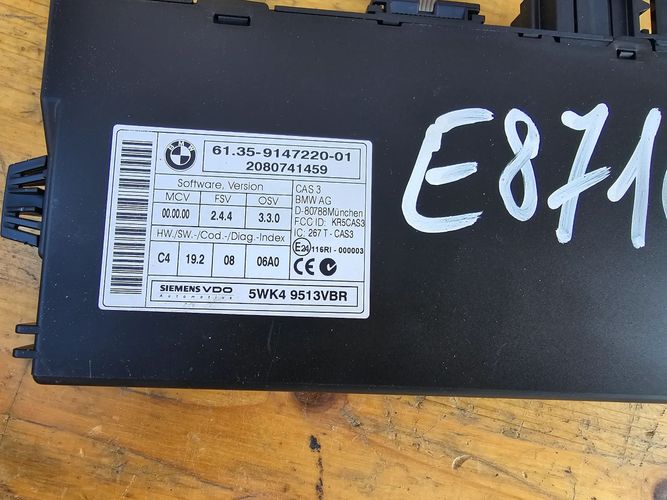 BMW
61.35-9147220-01
2080741459
Software, Version
MCV FSV OSV
00.00.00 2.4.4 3.3.0
HW./SW.-/Cod.-/Diag.-Index
C4 19.2 08 06A0
CAS 3
BMW AG
D-80788München
FCC ID: KR5CAS3
IC: 267 T - CAS3
E24 116RI - 000003
CE
SIEMENS VDO
Automotive
5WK4 9513VBR
E871